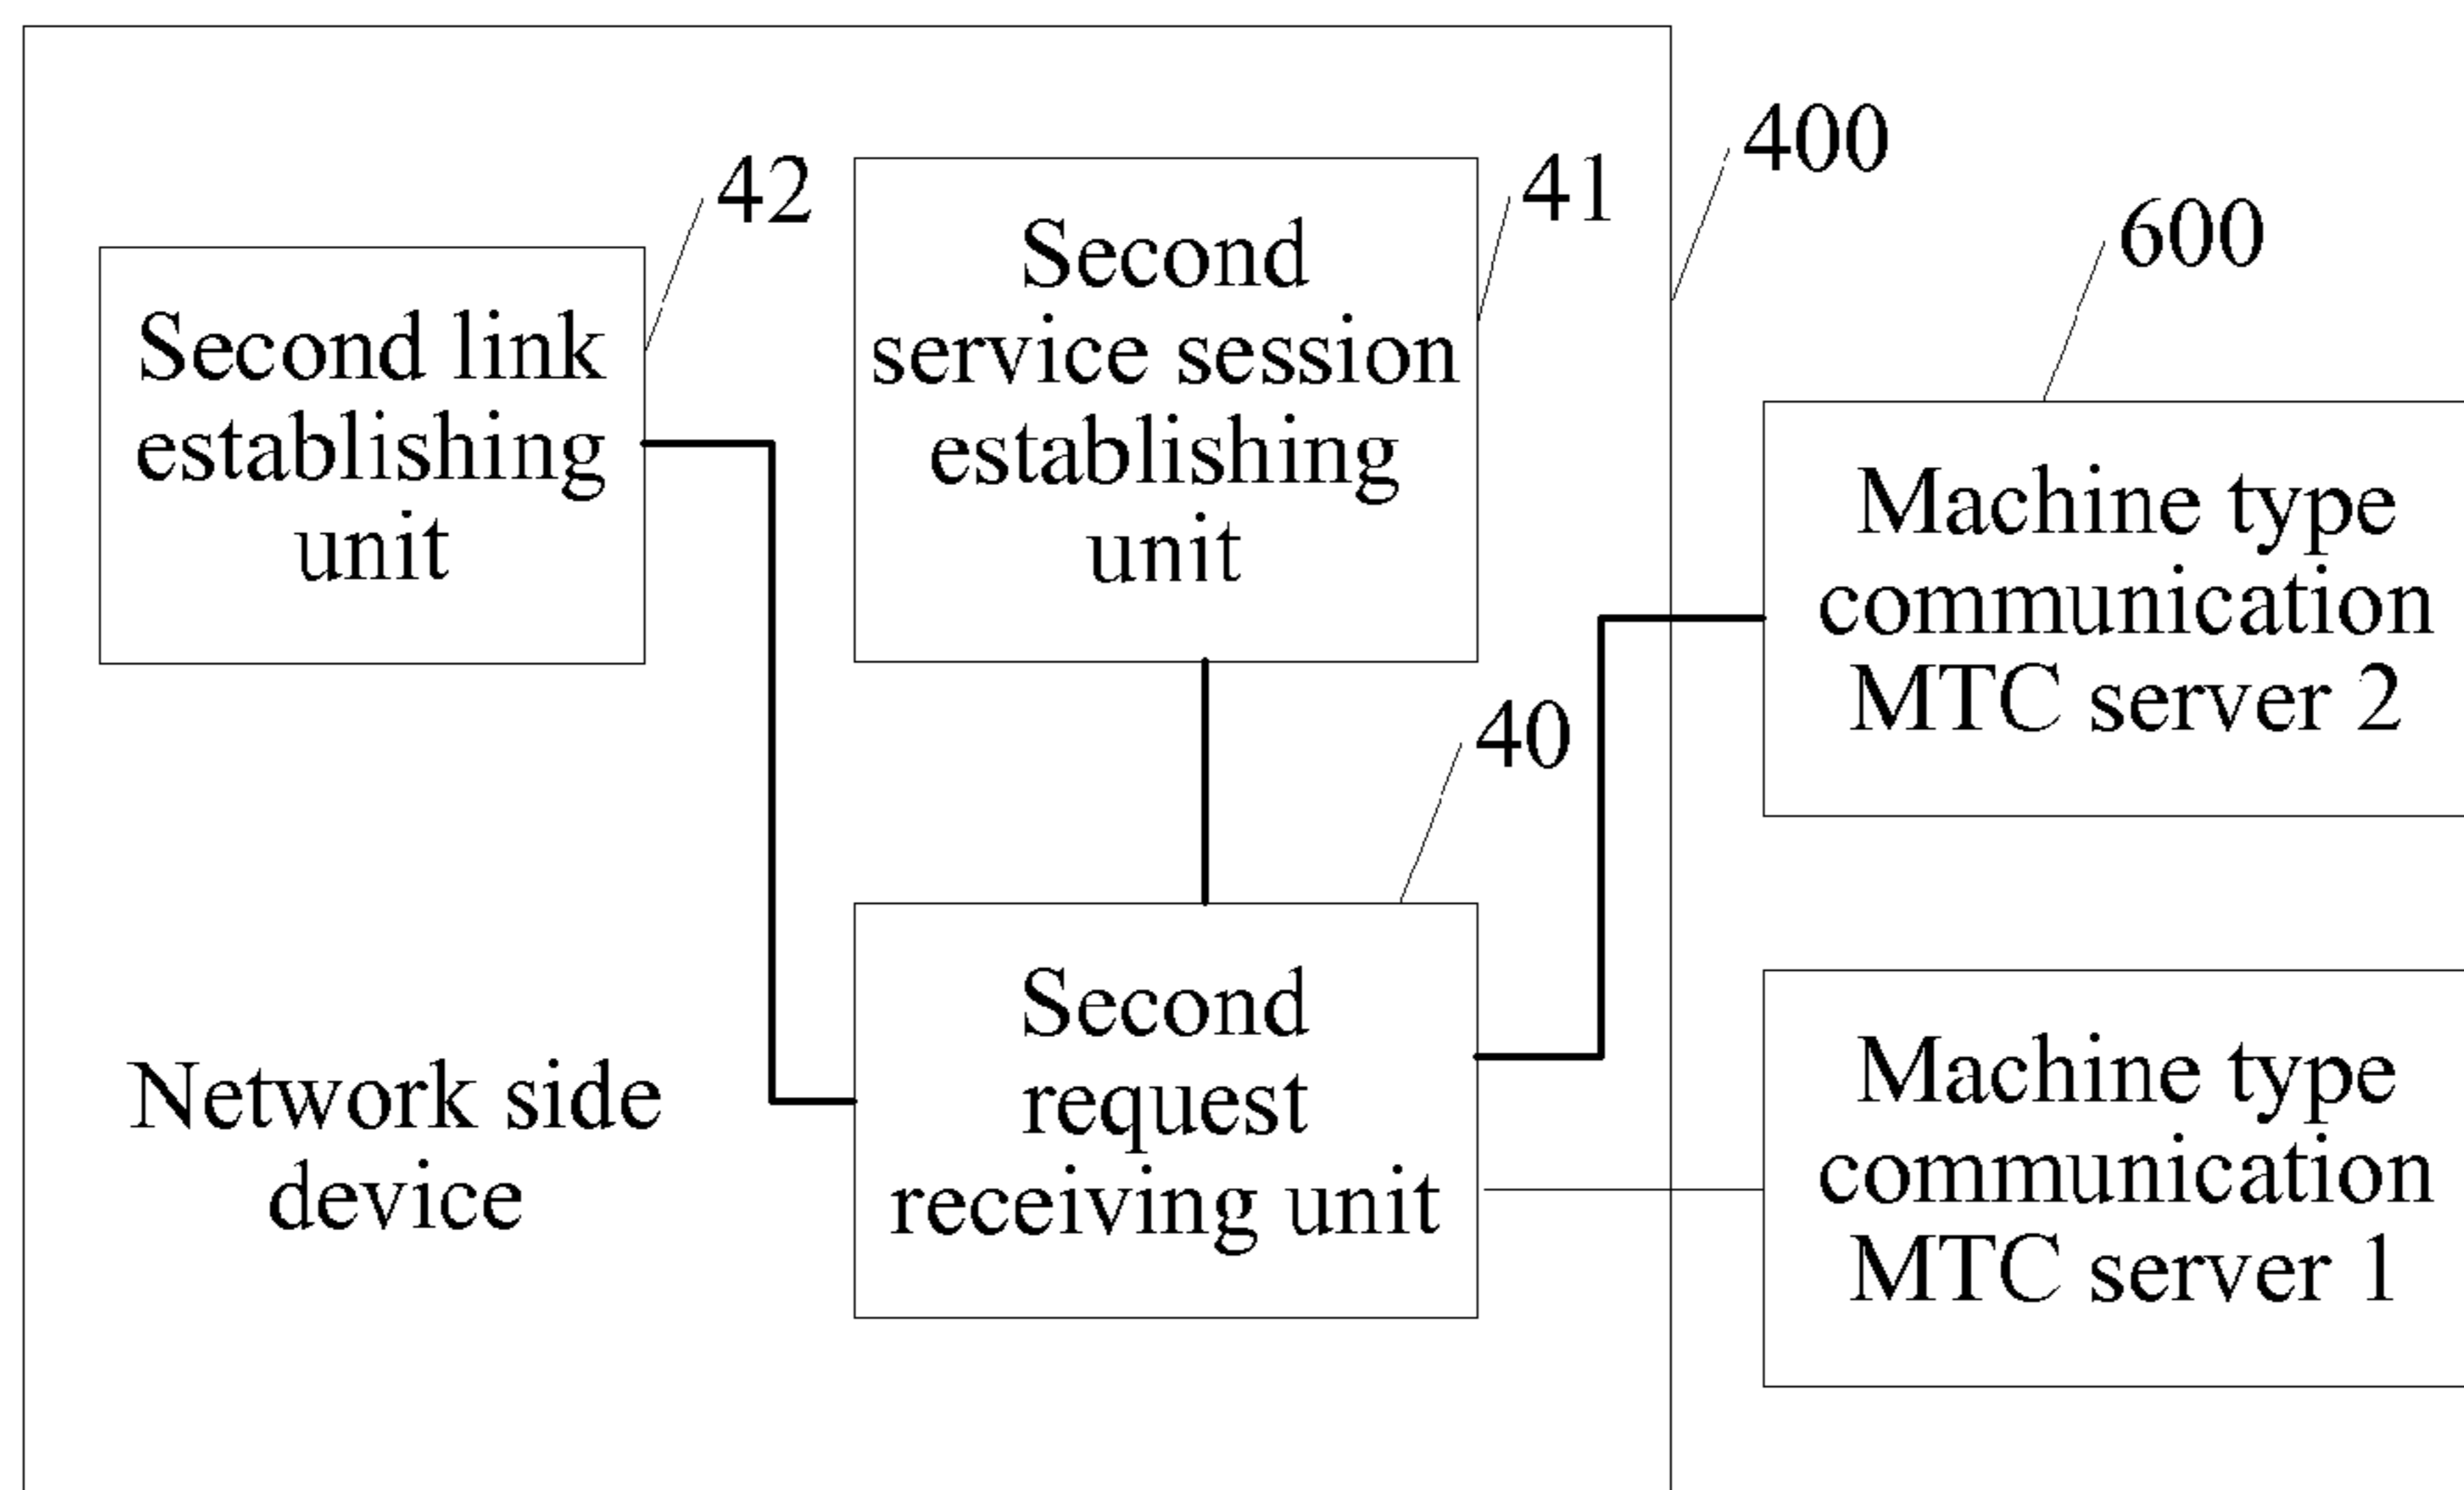 400
42
41
600
Second link
establishing
unit
Second
service session
establishing
unit
Machine type
communication
MTC server 2
40
Network side
device
Second
request
receiving unit
Machine type
communication
MTC server 1